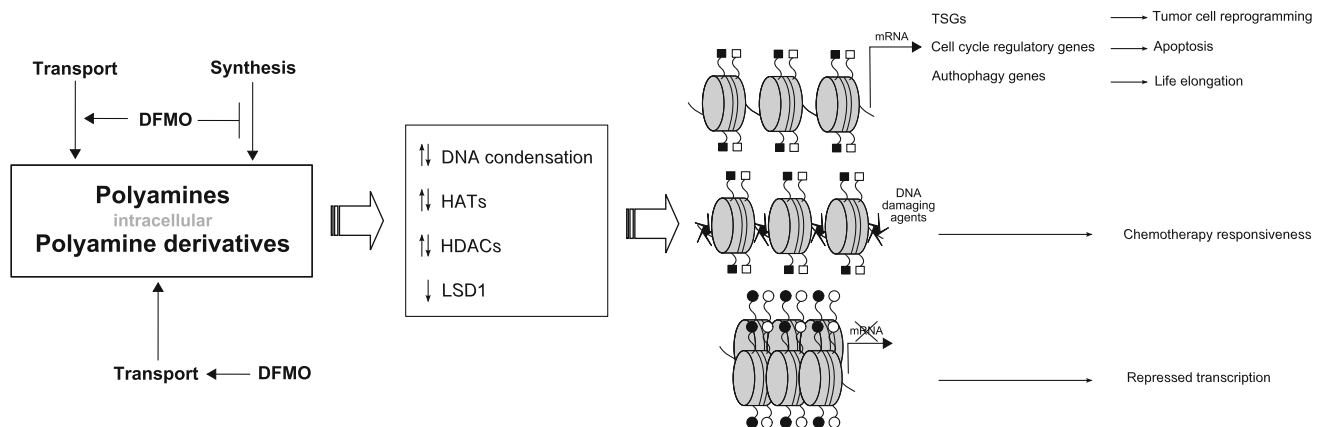 Transport
Synthesis
DFMO
Polyamines
intracellular
Polyamine derivatives
Transport
DFMO
DNA condensation
HATs
HDACs
LSD1
mRNA
TSGs
Tumor cell reprogramming
Cell cycle regulatory genes
Apoptosis
Authophagy genes
Life elongation
DNA
damaging
agents
Chemotherapy responsiveness
mRNA
Repressed transcription